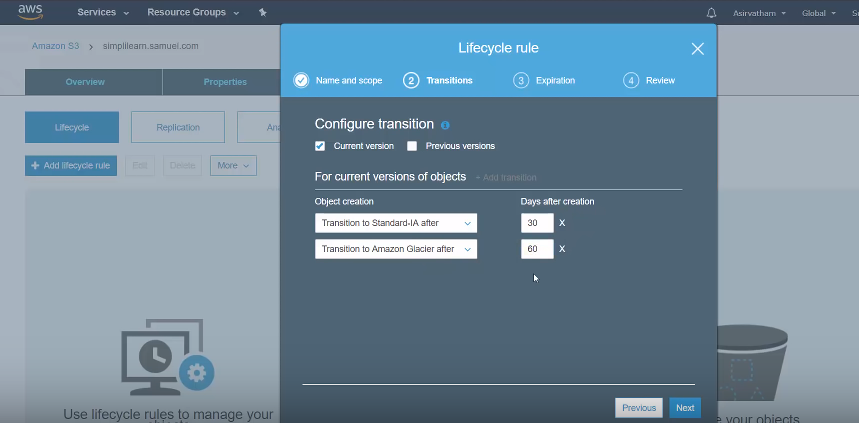 aws
Services
Resource Groups
Asirvatham
Global
Amazon S3 > simplilearn.samuel.com
Overview
Properties
Lifecycle
Replication
+ Add lifecycle rule
Edit
Delete
More
Use lifecycle rules to manage your
objects
your objects
Lifecycle rule
Name and scope
2 Transitions
3 Expiration
4 Review
Configure transition i
Current version
Previous versions
For current versions of objects + Add transition
Object creation
Days after creation
Transition to Standard-IA after
30 X
Transition to Amazon Glacier after
60 X
Previous
Next